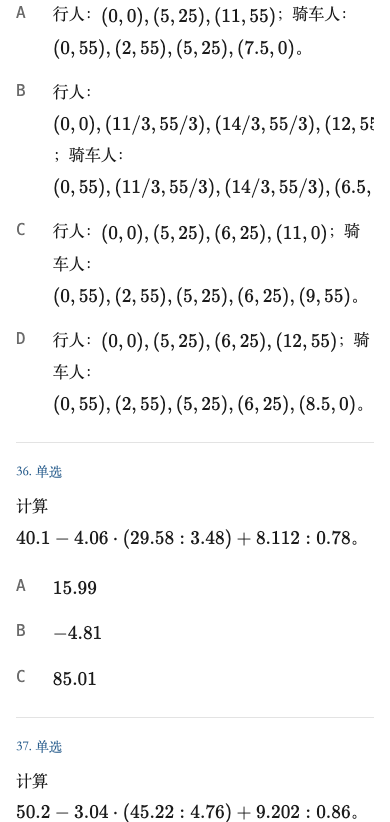 A 行人：(0, 0), (5, 25), (11, 55)；骑车人：
(0, 55), (2, 55), (5, 25), (7.5, 0)。
B 行人：
(0, 0), (11/3, 55/3), (14/3, 55/3), (12, 55
；骑车人：
(0, 55), (11/3, 55/3), (14/3, 55/3), (6.5,
C 行人：(0, 0), (5, 25), (6, 25), (11, 0)；骑
车人：
(0, 55), (2, 55), (5, 25), (6, 25), (9, 55)。
D 行人：(0, 0), (5, 25), (6, 25), (12, 55)；骑
车人：
(0, 55), (2, 55), (5, 25), (6, 25), (8.5, 0)。
36. 单选
计算
40.1 − 4.06 · (29.58 : 3.48) + 8.112 : 0.78。
A 15.99
B −4.81
C 85.01
37. 单选
计算
50.2 − 3.04 · (45.22 : 4.76) + 9.202 : 0.86。